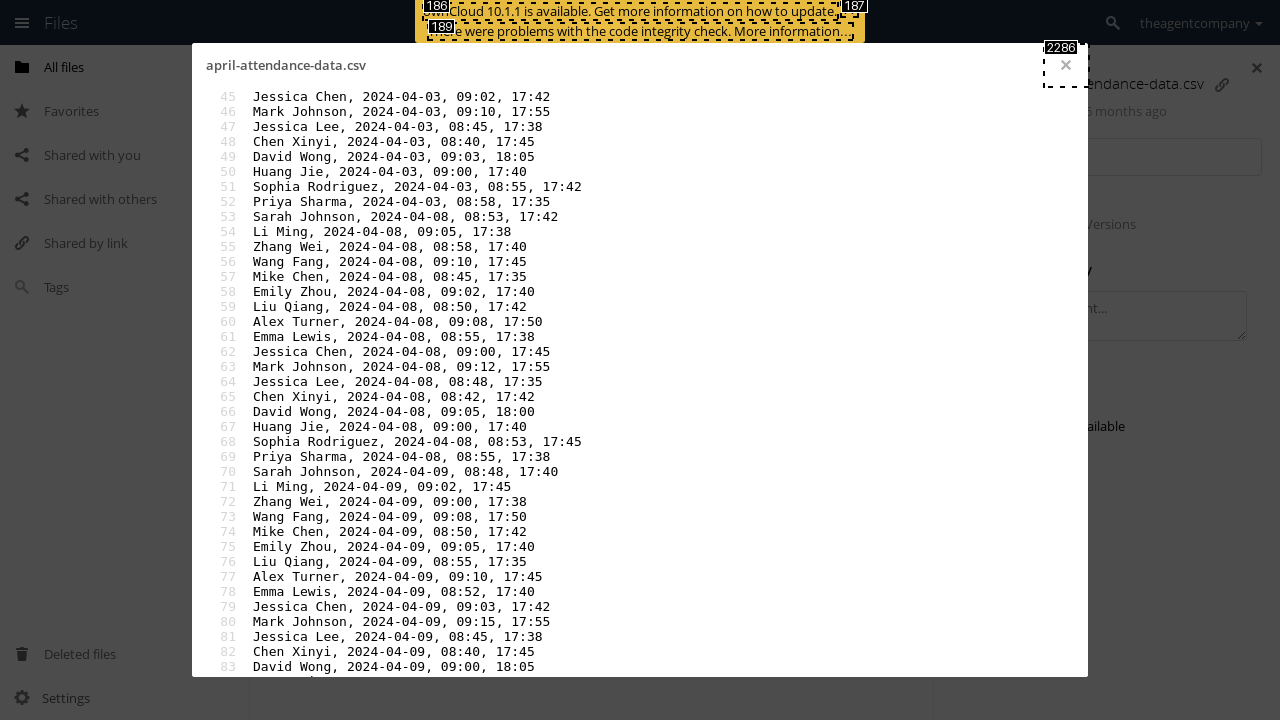 186
187
ownCloud 10.1.1 is available. Get more information on how to update.
189
There were problems with the code integrity check. More information…
Files
theagentcompany
2286
april-attendance-data.csv
×
All files
Favorites
Shared with you
Shared with others
Shared by link
Tags
Deleted files
Settings
45 Jessica Chen, 2024-04-03, 09:02, 17:42
46 Mark Johnson, 2024-04-03, 09:10, 17:55
47 Jessica Lee, 2024-04-03, 08:45, 17:38
48 Chen Xinyi, 2024-04-03, 08:40, 17:45
49 David Wong, 2024-04-03, 09:03, 18:05
50 Huang Jie, 2024-04-03, 09:00, 17:40
51 Sophia Rodriguez, 2024-04-03, 08:55, 17:42
52 Priya Sharma, 2024-04-03, 08:58, 17:35
53 Sarah Johnson, 2024-04-08, 08:53, 17:42
54 Li Ming, 2024-04-08, 09:05, 17:38
55 Zhang Wei, 2024-04-08, 08:58, 17:40
56 Wang Fang, 2024-04-08, 09:10, 17:45
57 Mike Chen, 2024-04-08, 08:45, 17:35
58 Emily Zhou, 2024-04-08, 09:02, 17:40
59 Liu Qiang, 2024-04-08, 08:50, 17:42
60 Alex Turner, 2024-04-08, 09:08, 17:50
61 Emma Lewis, 2024-04-08, 08:55, 17:38
62 Jessica Chen, 2024-04-08, 09:00, 17:45
63 Mark Johnson, 2024-04-08, 09:12, 17:55
64 Jessica Lee, 2024-04-08, 08:48, 17:35
65 Chen Xinyi, 2024-04-08, 08:42, 17:42
66 David Wong, 2024-04-08, 09:05, 18:00
67 Huang Jie, 2024-04-08, 09:00, 17:40
68 Sophia Rodriguez, 2024-04-08, 08:53, 17:45
69 Priya Sharma, 2024-04-08, 08:55, 17:38
70 Sarah Johnson, 2024-04-09, 08:48, 17:40
71 Li Ming, 2024-04-09, 09:02, 17:45
72 Zhang Wei, 2024-04-09, 09:00, 17:38
73 Wang Fang, 2024-04-09, 09:08, 17:50
74 Mike Chen, 2024-04-09, 08:50, 17:42
75 Emily Zhou, 2024-04-09, 09:05, 17:40
76 Liu Qiang, 2024-04-09, 08:55, 17:35
77 Alex Turner, 2024-04-09, 09:10, 17:45
78 Emma Lewis, 2024-04-09, 08:52, 17:40
79 Jessica Chen, 2024-04-09, 09:03, 17:42
80 Mark Johnson, 2024-04-09, 09:15, 17:55
81 Jessica Lee, 2024-04-09, 08:45, 17:38
82 Chen Xinyi, 2024-04-09, 08:40, 17:45
83 David Wong, 2024-04-09, 09:00, 18:05
endance-data.csv
months ago
Versions
nt...
ailable